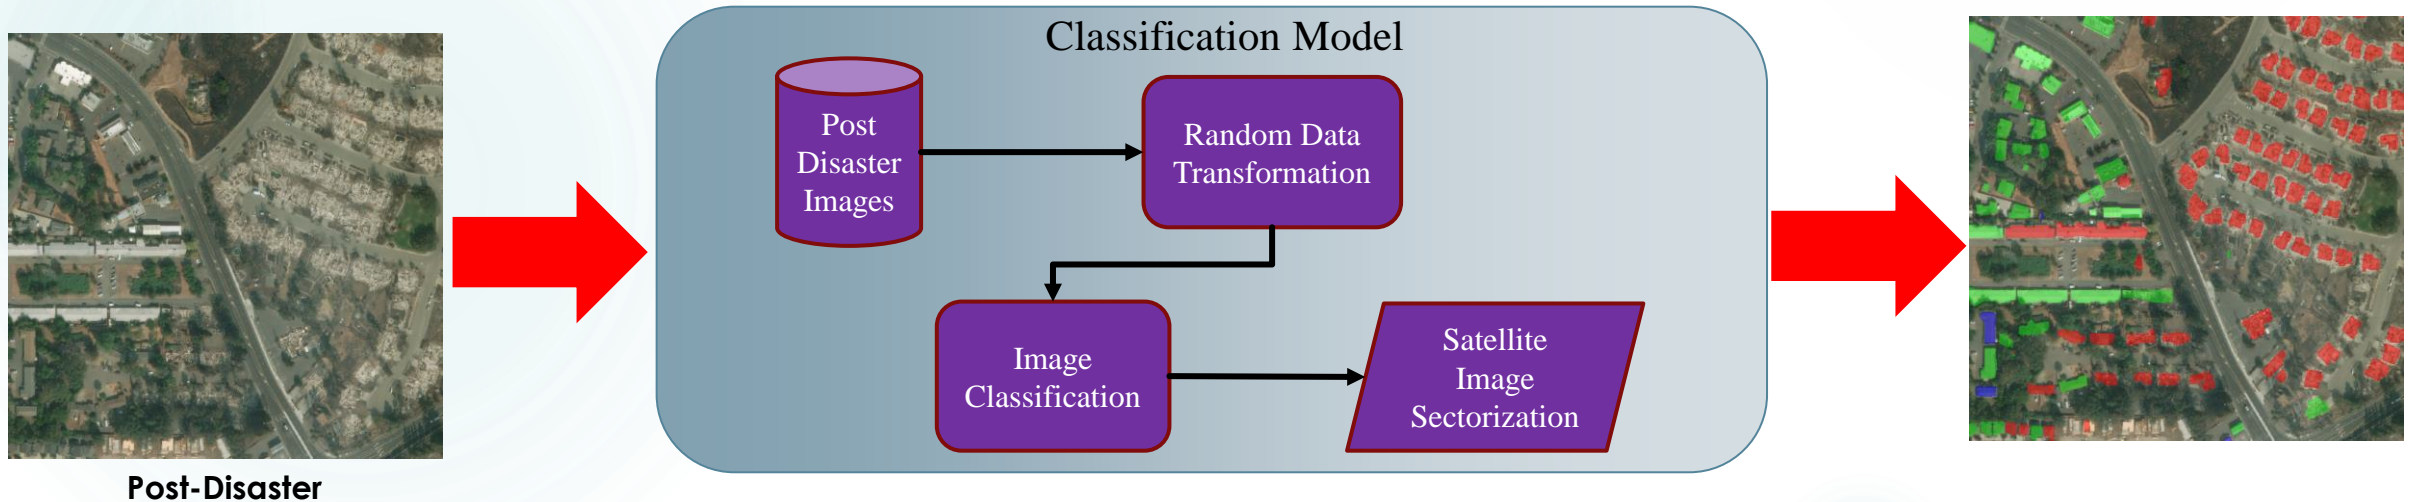 Classification Model
Post
Disaster
Images
Random Data
Transformation
Image
Classification
Satellite
Image
Sectorization
Post-Disaster